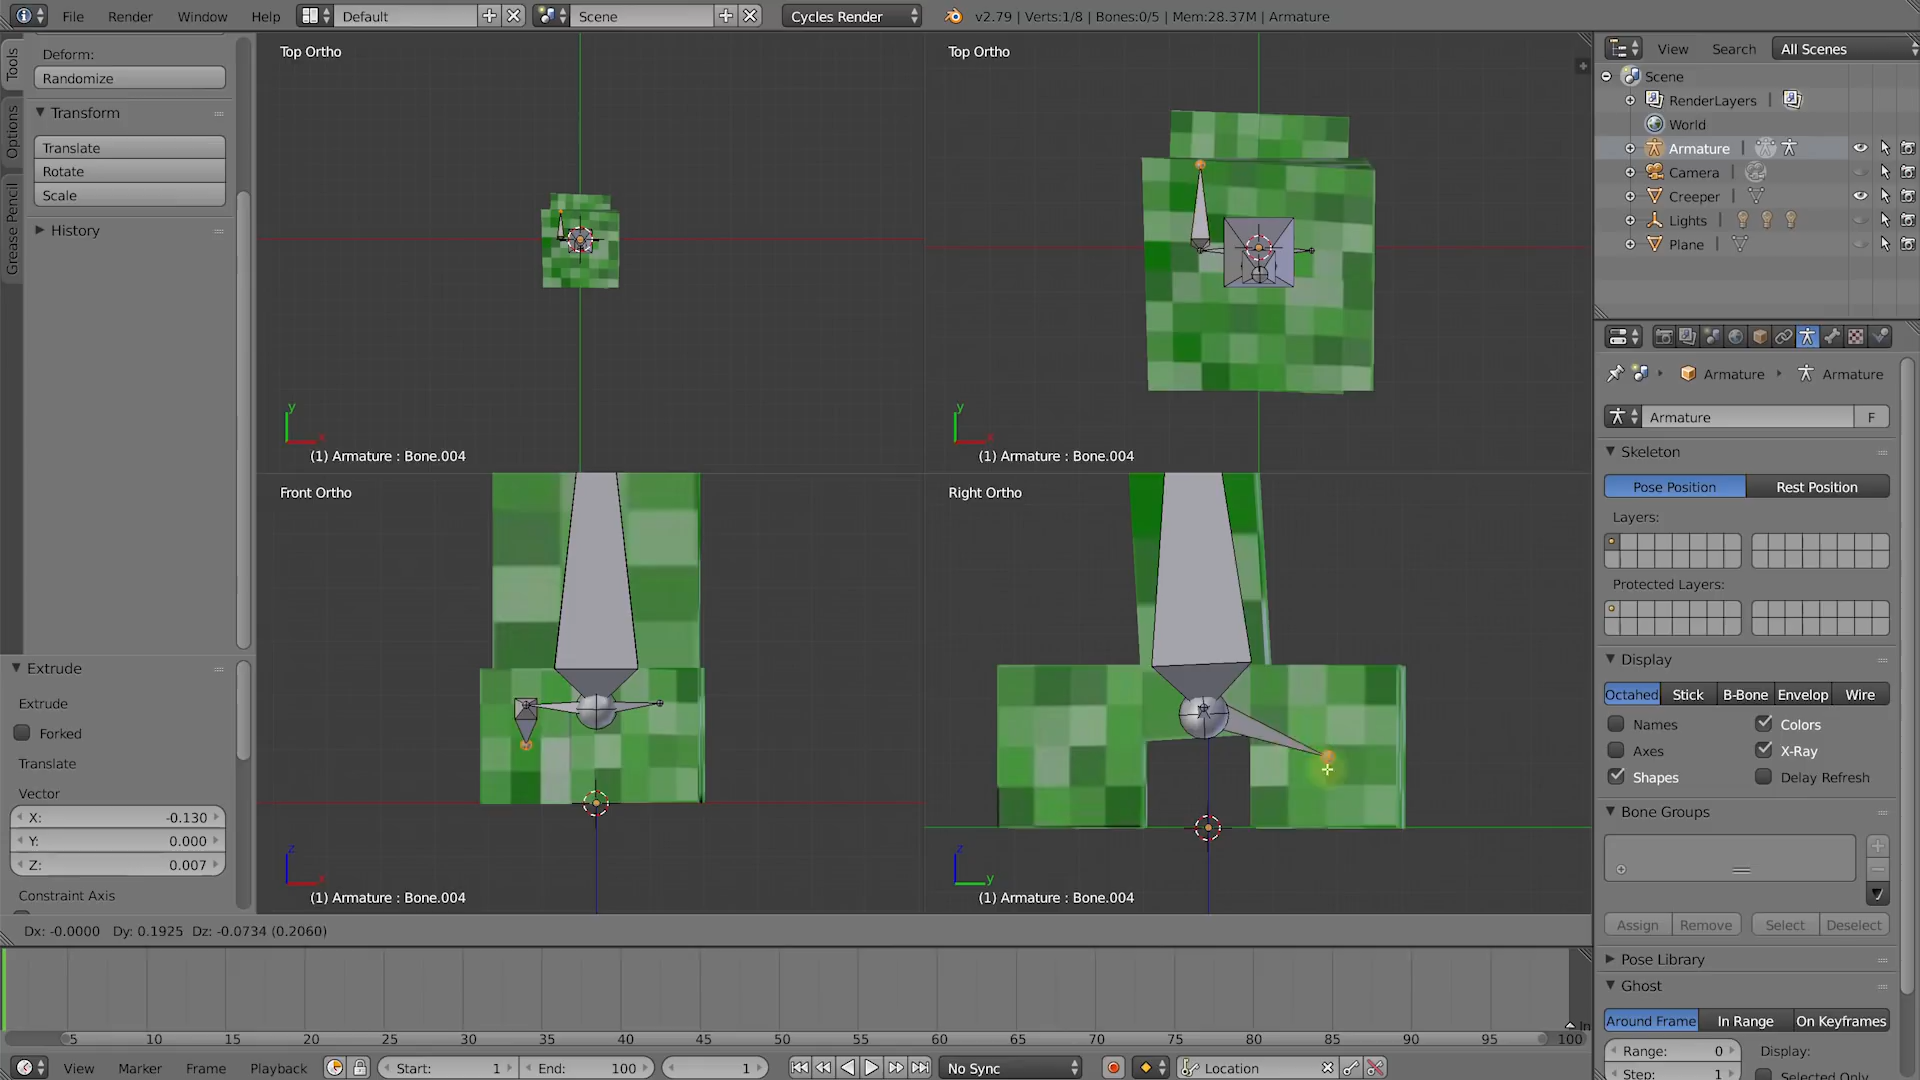 File Render Window Help Default Scene Cycles Render v2.79 | Verts:1/8 | Bones:0/5 | Mem:28.37M | Armature
Tools
Options
Grease Pencil
Deform:
Randomize
Transform
Translate
Rotate
Scale
History
Extrude
Extrude
Forked
Translate
Vector
X: -0.130
Y: 0.000
Z: 0.007
Constraint Axis
Top Ortho
y
x
(1) Armature : Bone.004
Top Ortho
y
x
(1) Armature : Bone.004
Front Ortho
z
x
(1) Armature : Bone.004
Right Ortho
z
y
(1) Armature : Bone.004
Dx: -0.0000 Dy: 0.1925 Dz: -0.0734 (0.2060)
5 10 15 20 25 30 35 40 45 50 55 60 65 70 75 80 85 90 95 100
View Marker Frame Playback Start: 1 End: 100 1 No Sync Location
View Search All Scenes
Scene
RenderLayers |
World
Armature |
Camera |
Creeper |
Lights |
Plane |
Armature Armature
Armature F
Skeleton
Pose Position Rest Position
Layers:
Protected Layers:
Display
Octahed Stick B-Bone Envelop Wire
Names Colors
Axes X-Ray
Shapes Delay Refresh
Bone Groups
Assign Remove Select Deselect
Pose Library
Ghost
Around Frame In Range On Keyframes
Range: 0 Display:
Step: 1 Selected Only